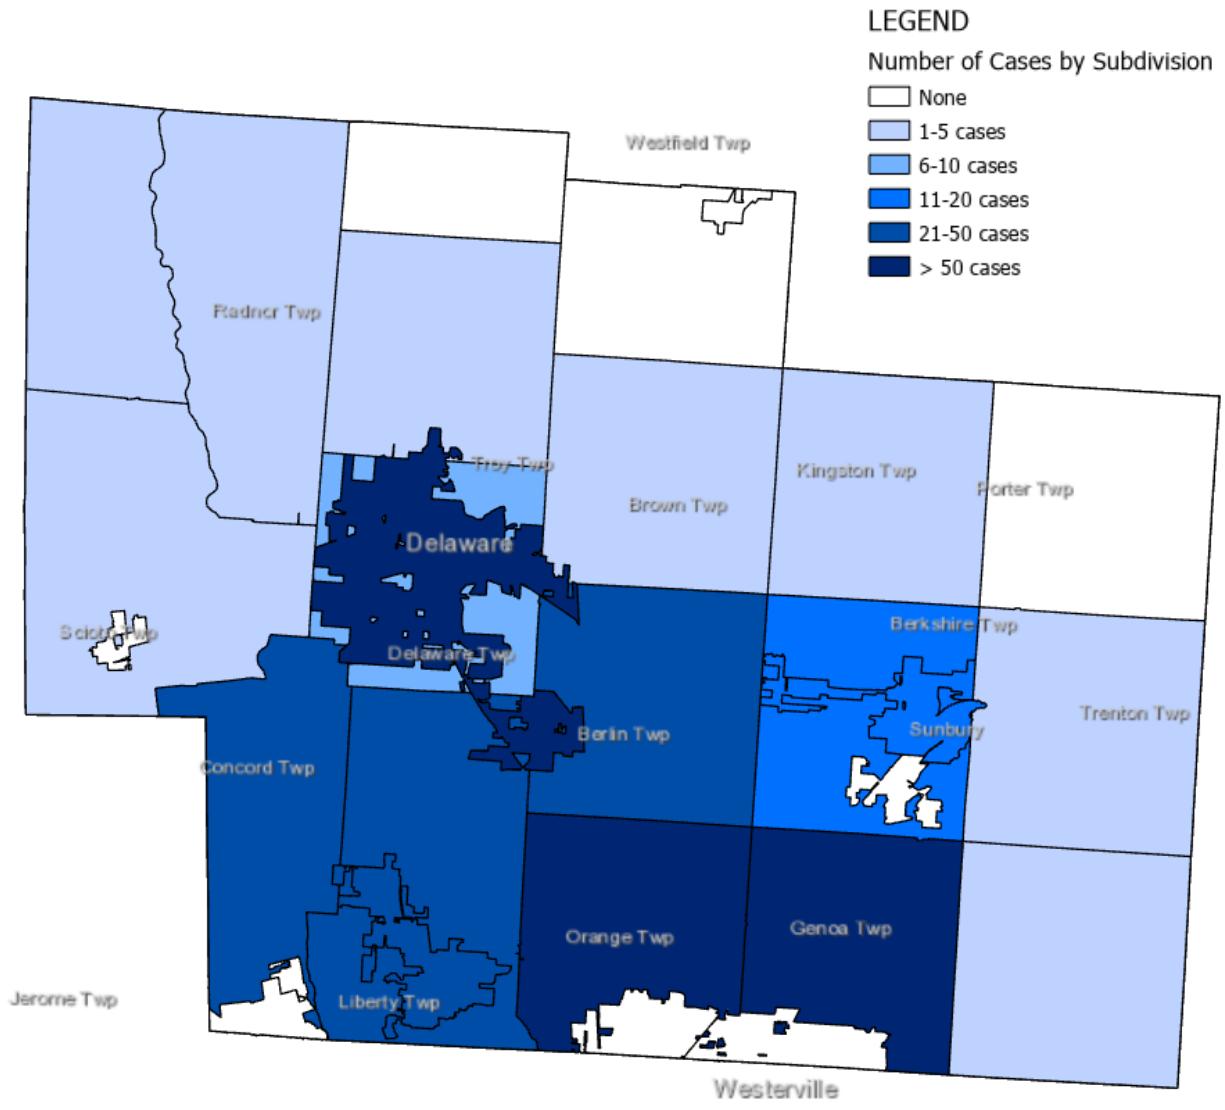 LEGEND
Number of Cases by Subdivision
None
1-5 cases
6-10 cases
11-20 cases
21-50 cases
> 50 cases
Westfield Twp
Radnor Twp
Troy Twp
Kingston Twp
Porter Twp
Brown Twp
Delaware
Berkshire Twp
Scioto Twp
Delaware Twp
Trenton Twp
Sunbury
Berlin Twp
Concord Twp
Genoa Twp
Orange Twp
Jerome Twp
Liberty Twp
Westerville